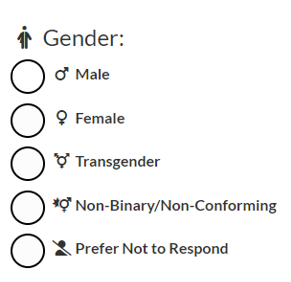 Gender:
Male
Female
Transgender
Non-Binary/Non-Conforming
Prefer Not to Respond